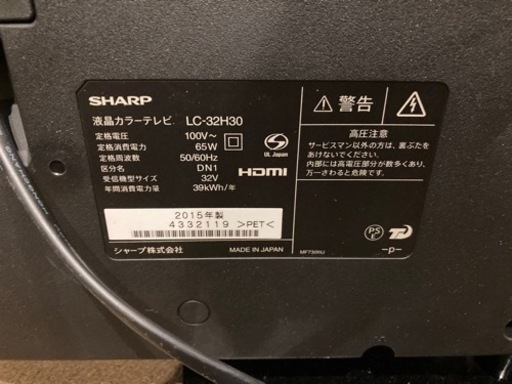 SHARP
液晶カラーテレビ LC-32H30
定格電圧 100V~
定格消費電力 65W
定格周波数 50/60Hz
区分名 DN1
受信機型サイズ 32V
年間消費電力量 39kWh/年
UL Japan
HDMI
2015年製
4332119 >PET<
シャープ株式会社 MADE IN JAPAN
警告
高圧注意
サービスマン以外の方は、裏ぶたを
あけないでください。
内部には高電圧部分が数多くあり、
万一さわると危険です。
PS
E
-p-